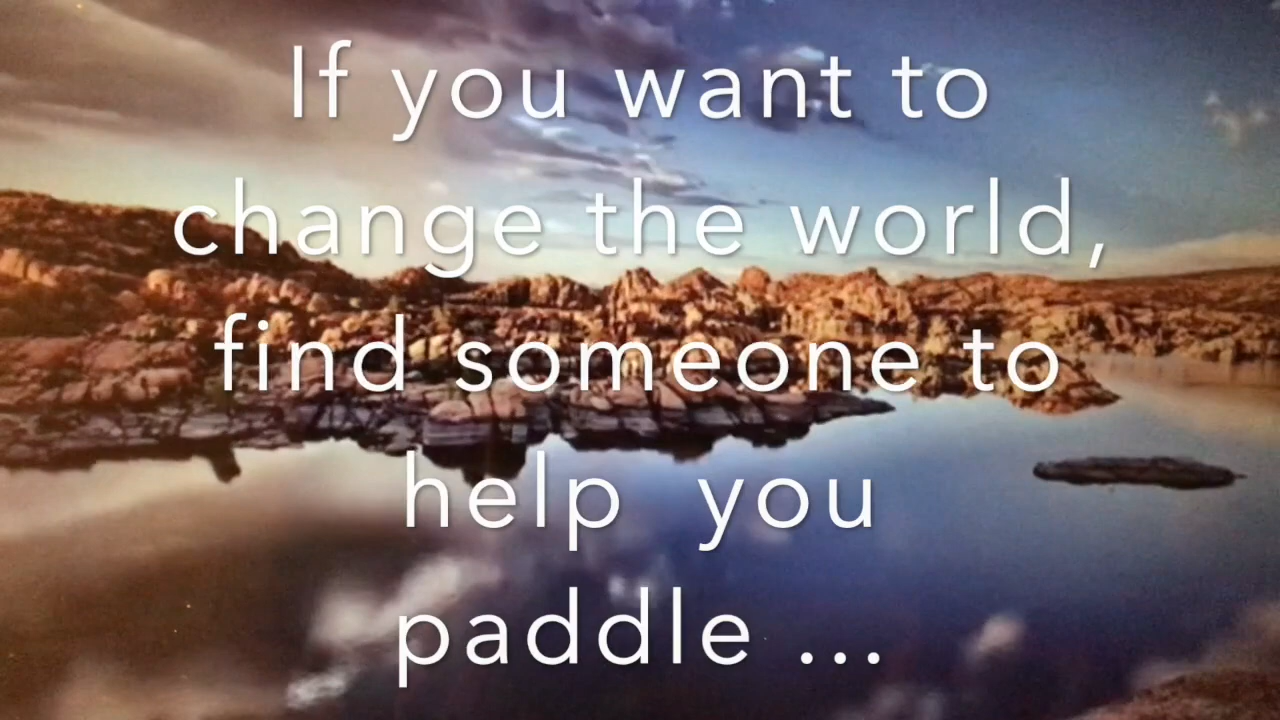 If you want to
change the world,
find someone to
help  you
paddle ...